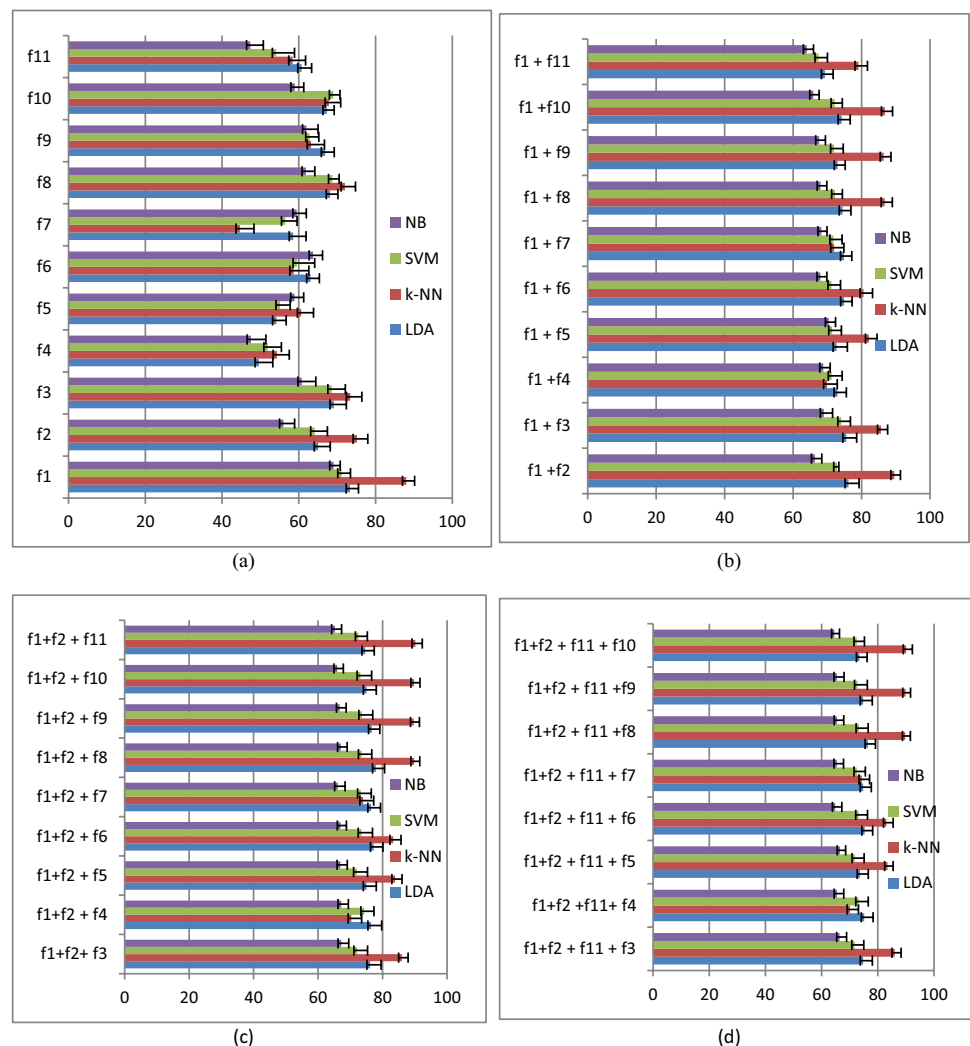 f11
f10
f9
f8
f7
f6
f5
f4
f3
f2
f1
NB
SVM
k-NN
LDA
0 20 40 60 80 100
(a)
f1 + f11
f1 +f10
f1 + f9
f1 + f8
f1 + f7
f1 + f6
f1 + f5
f1 +f4
f1 + f3
f1 +f2
NB
SVM
k-NN
LDA
0 20 40 60 80 100
(b)
f1+f2 + f11
f1+f2 + f10
f1+f2 + f9
f1+f2 + f8
f1+f2 + f7
f1+f2 + f6
f1+f2 + f5
f1+f2 + f4
f1+f2+ f3
NB
SVM
k-NN
LDA
0 20 40 60 80 100
(c)
f1+f2 + f11 + f10
f1+f2 + f11 +f9
f1+f2 + f11 +f8
f1+f2 + f11 + f7
f1+f2 + f11 + f6
f1+f2 + f11 + f5
f1+f2 +f11+ f4
f1+f2 + f11 + f3
NB
SVM
k-NN
LDA
0 20 40 60 80 100
(d)